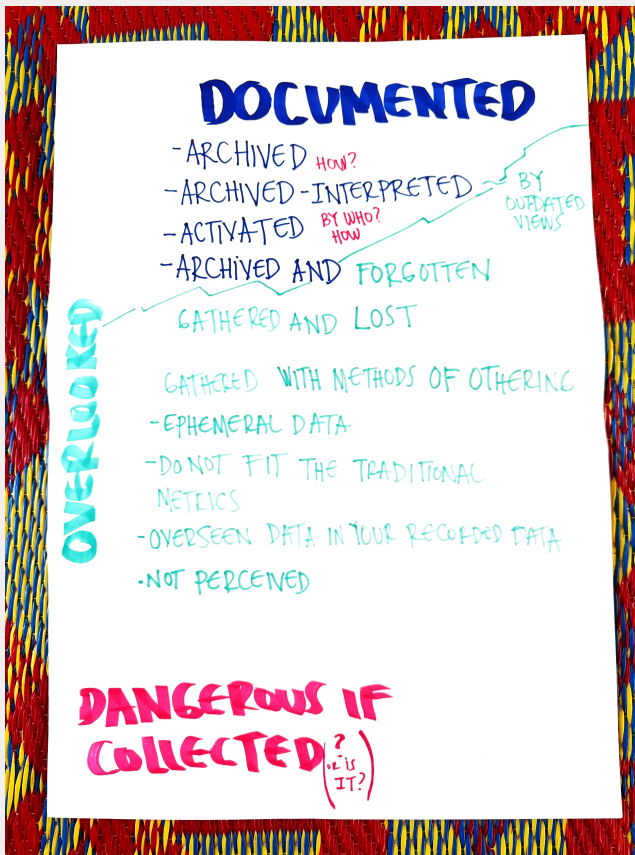 DOCUMENTED
-ARCHIVED HOW?
-ARCHIVED-INTERPRETED
BY
OUTDATED
VIEWS
-ACTIVATED BY WHO?
HOW
-ARCHIVED AND FORGOTTEN
OVERLOOKED
GATHERED AND LOST
GATHERED WITH METHODS OF OTHERING
-EPHEMERAL DATA
-DO NOT FIT THE TRADITIONAL
METRICS
-OVERSEEN DATA IN YOUR RECORDED DATA
-NOT PERCEIVED
DANGEROUS IF
COLLECTED
(?
or is
IT?)